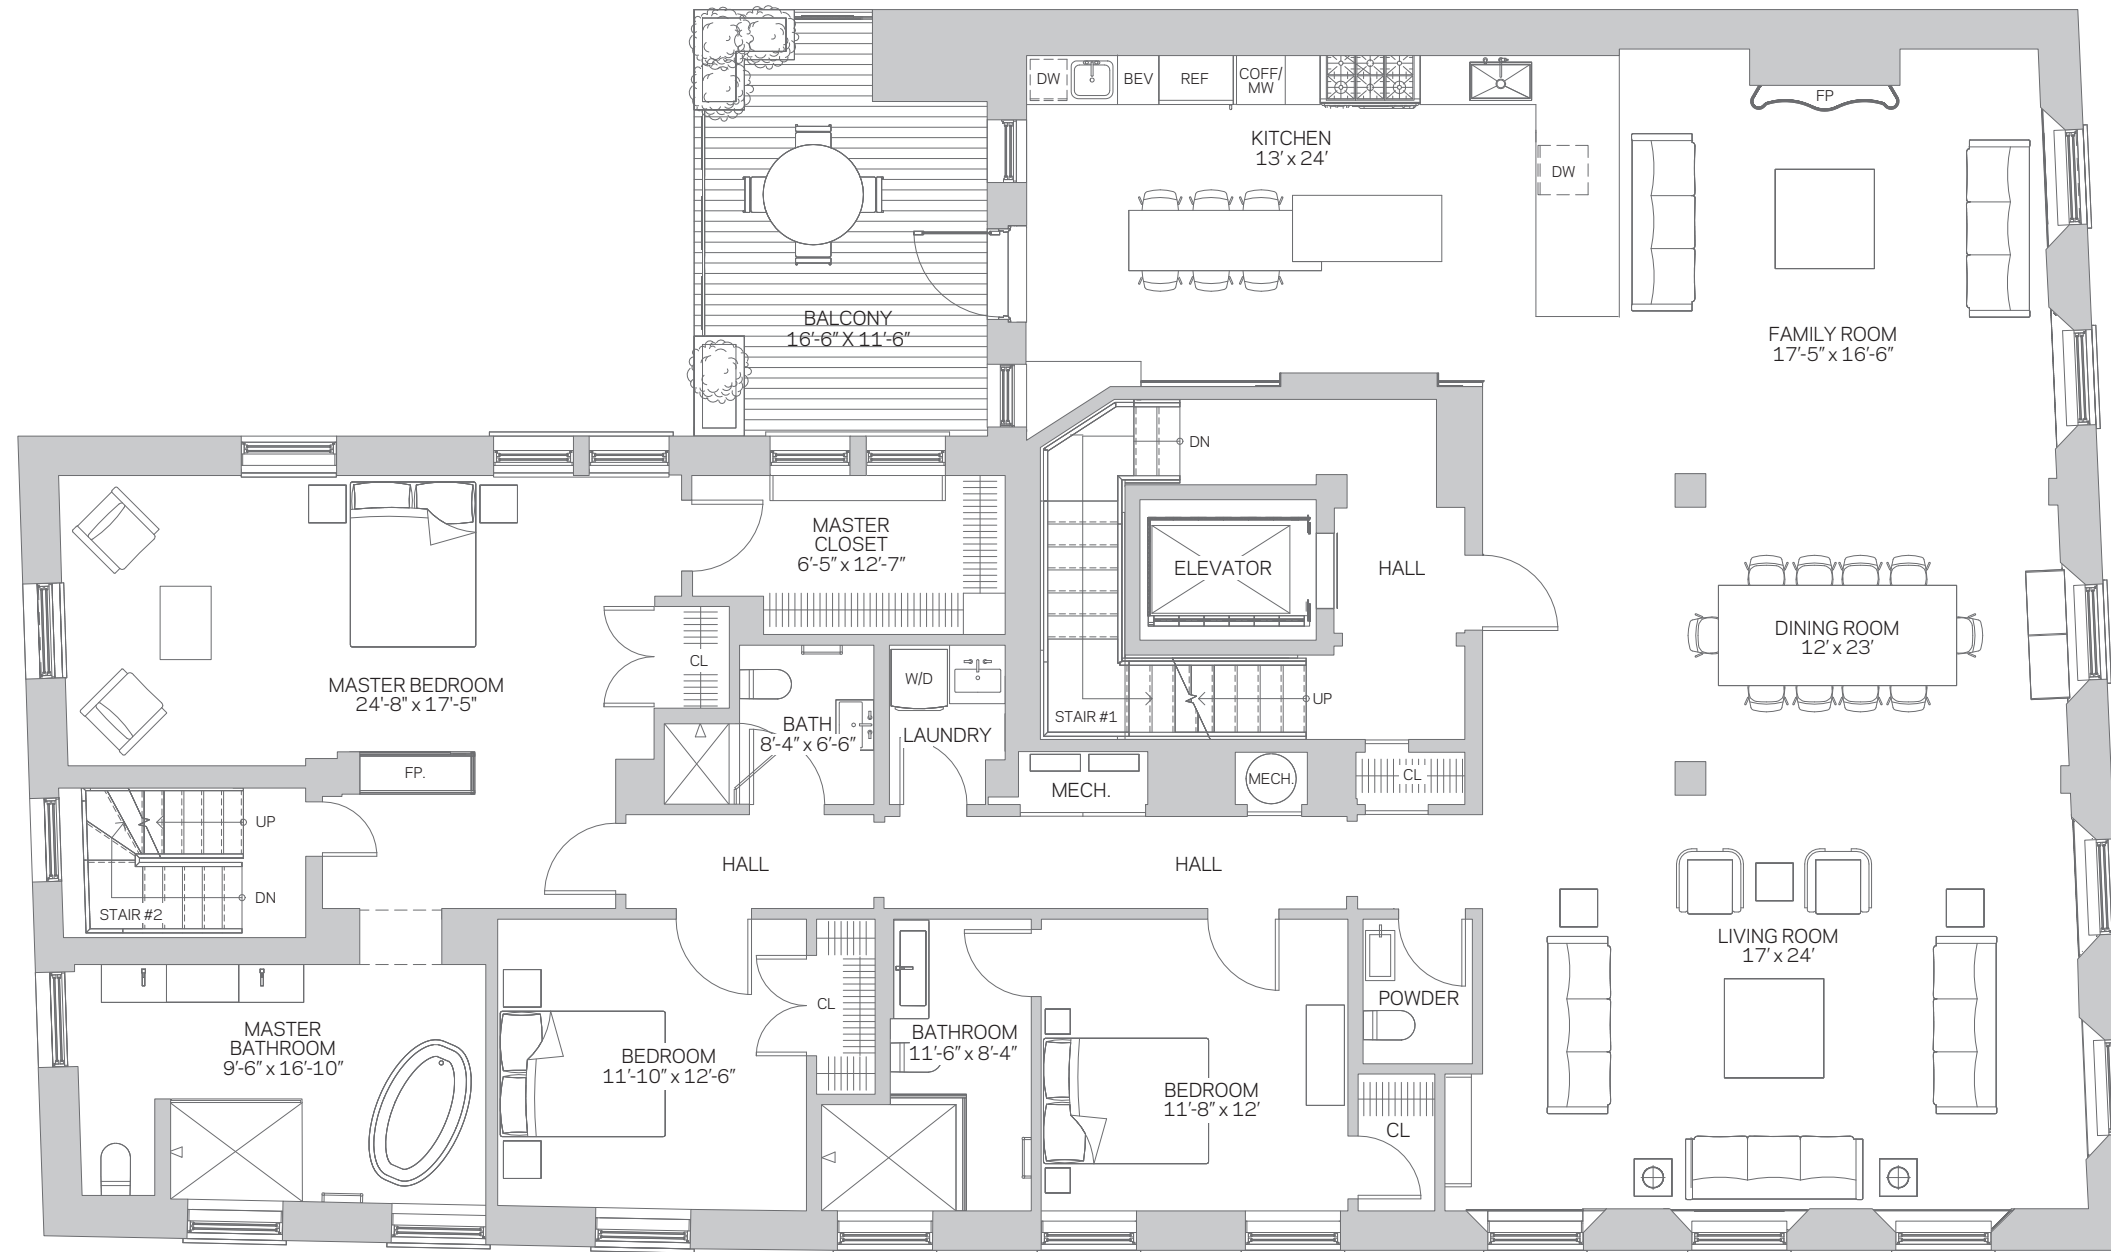 DW
BEV
REF
COFF/
MW
FP
KITCHEN
13' x 24'
DW
BALCONY
16'-6" X 11'-6"
FAMILY ROOM
17'-5" x 16'-6"
DN
MASTER
CLOSET
6'-5" x 12'-7"
ELEVATOR
HALL
DINING ROOM
12' x 23'
CL
W/D
MASTER BEDROOM
24'-8" x 17'-5"
UP
STAIR #1
BATH
8'-4" x 6'-6"
LAUNDRY
FP.
MECH.
MECH.
CL
UP
HALL
HALL
DN
STAIR #2
LIVING ROOM
17' x 24'
POWDER
CL
MASTER
BATHROOM
9'-6" x 16'-10"
BATHROOM
11'-6" x 8'-4"
BEDROOM
11'-10" x 12'-6"
BEDROOM
11'-8" x 12'
CL